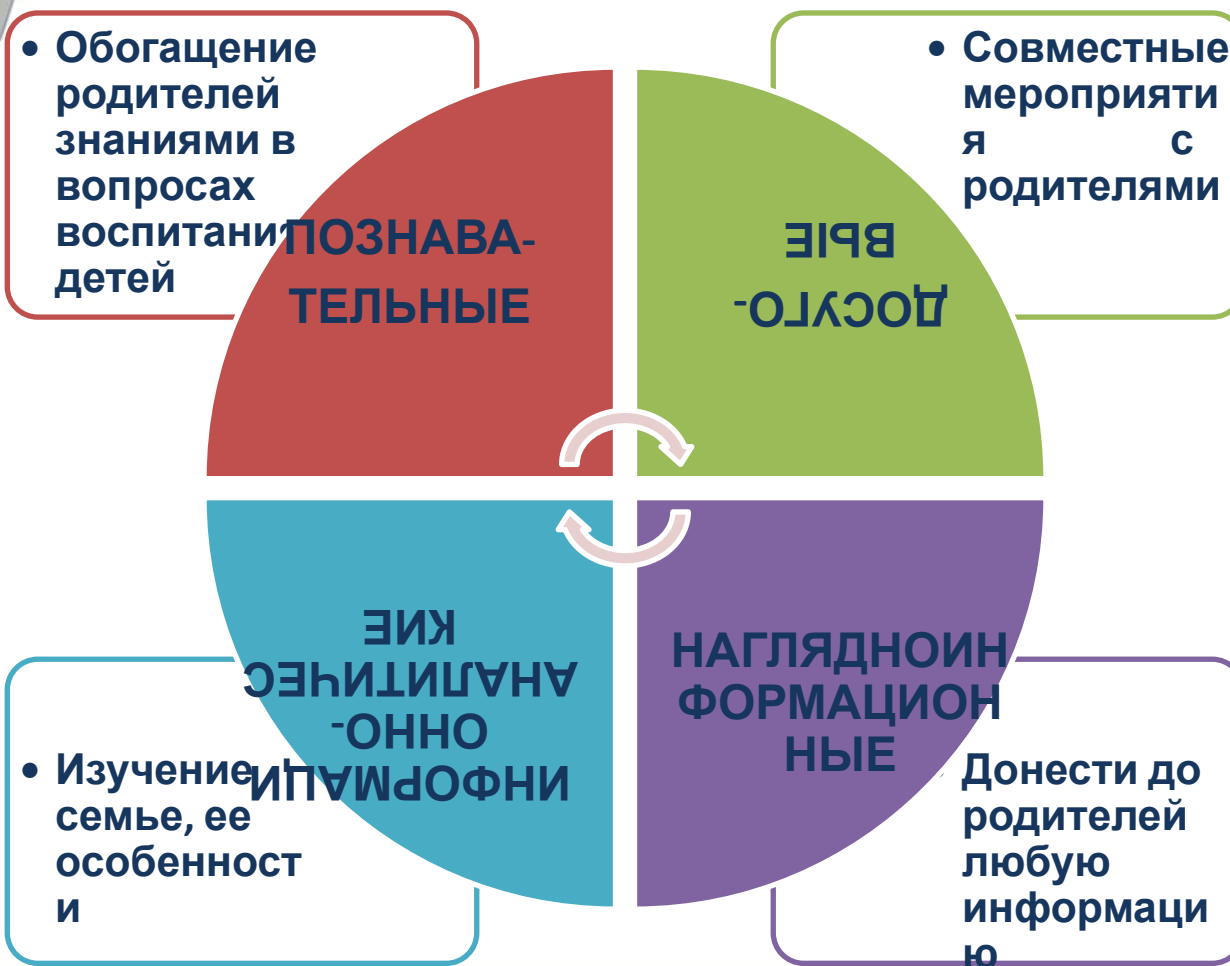 • Обогащение
родителей
знаниями в
вопросах
воспитания
детей
ПОЗНАВА-
ТЕЛЬНЫЕ
• Совместные
мероприяти
я с
родителями
ДОСУГО-
ВЫЕ
• Изучение
семье, ее
особенност
и
ИНФОРМАЦИ
ОННО-
АНАЛИТИЧЕС
КИЕ
НАГЛЯДНОИН
ФОРМАЦИОН
НЫЕ
Донести до
родителей
любую
информаци
ю